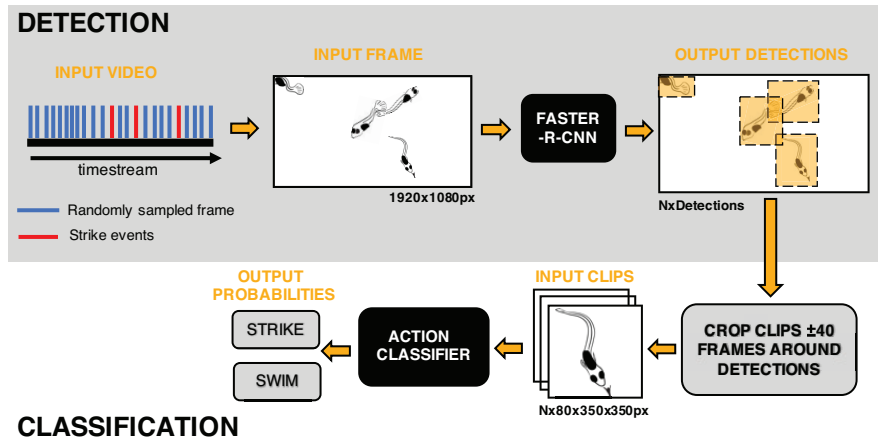 DETECTION
INPUT VIDEO
INPUT FRAME
OUTPUT DETECTIONS
FASTER
-R-CNN
timestream
1920x1080px
NxDetections
Randomly sampled frame
Strike events
OUTPUT
PROBABILITIES
INPUT CLIPS
STRIKE
SWIM
ACTION
CLASSIFIER
CROP CLIPS ±40
FRAMES AROUND
DETECTIONS
Nx80x350x350px
CLASSIFICATION